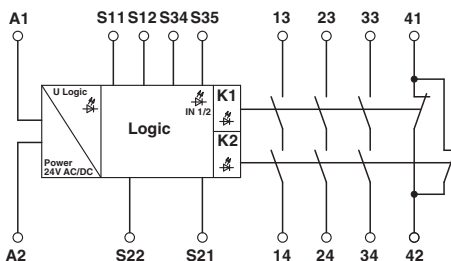 A1 S11 S12 S34 S35 13 23 33 41
U Logic
IN 1/2
K1
Logic
K2
Power
24V AC/DC
A2 S22 S21 14 24 34 42